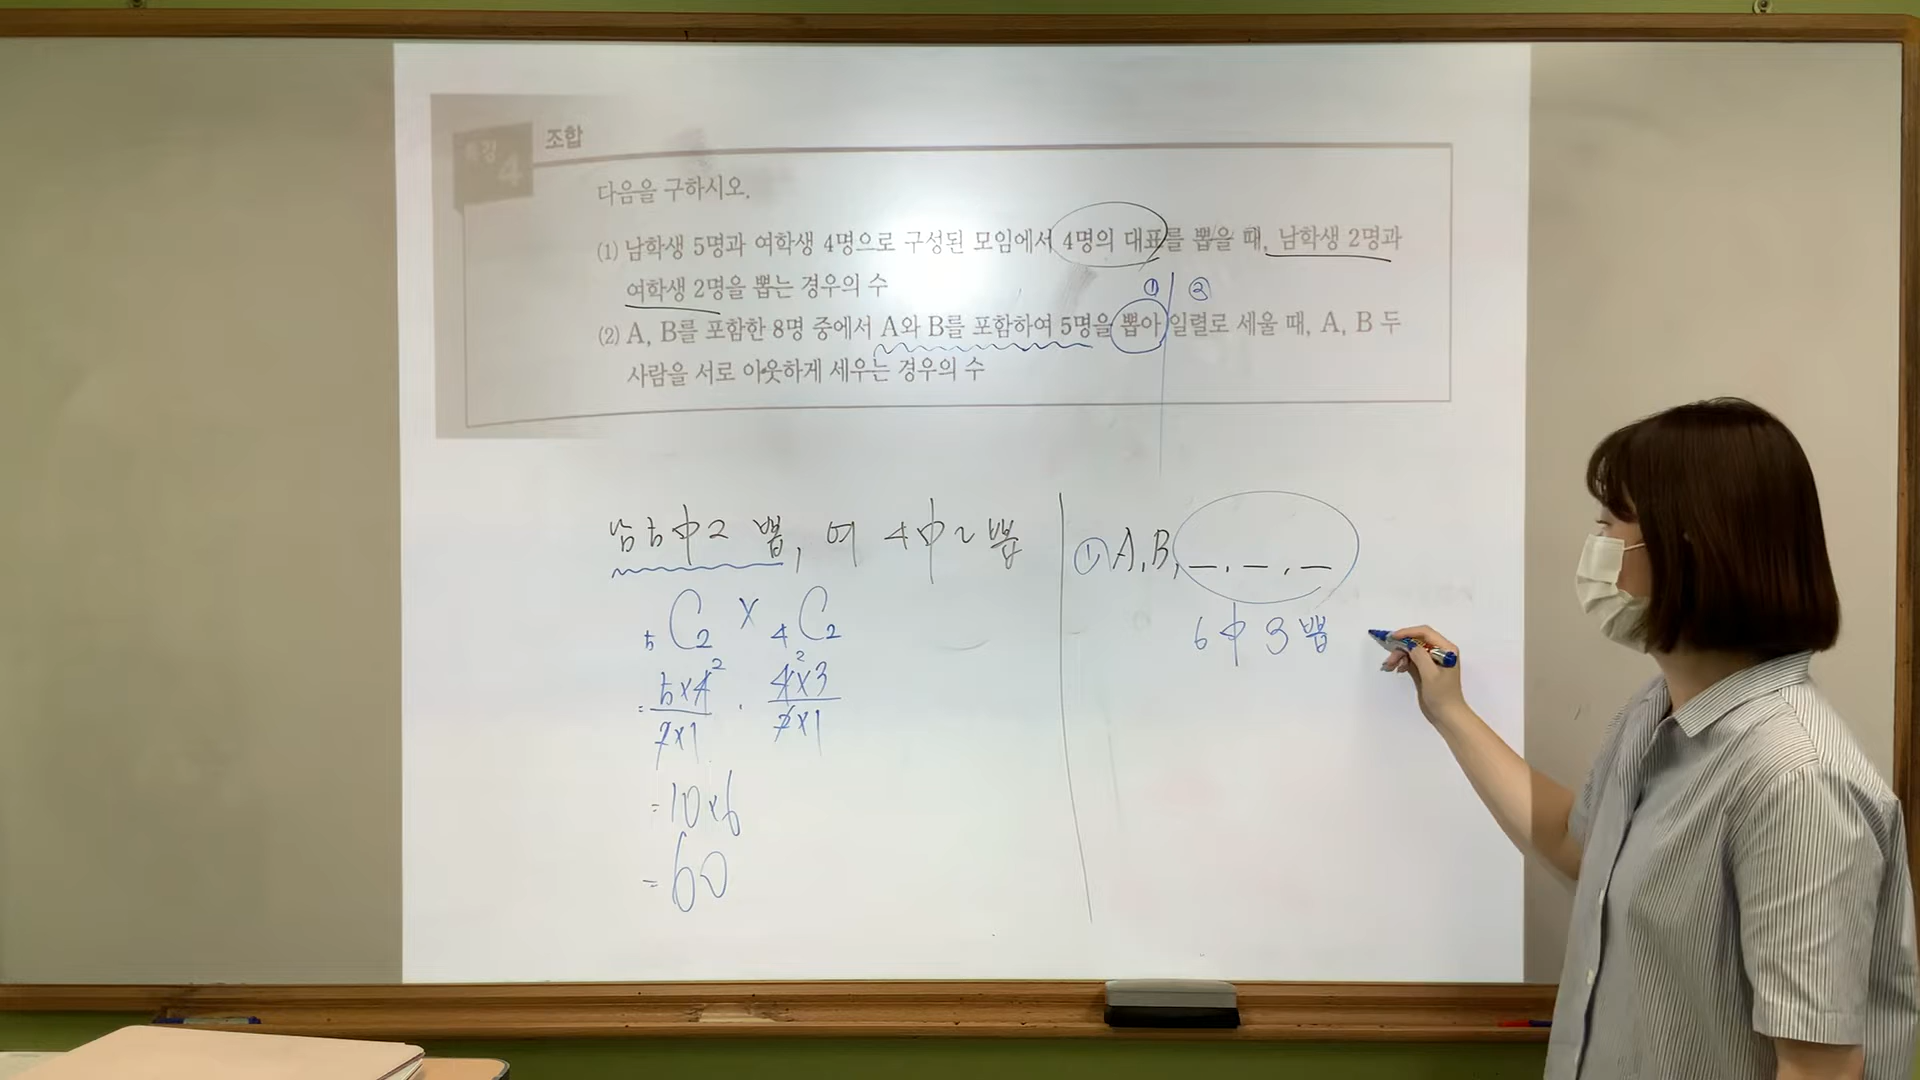 특강 4
조합
다음을 구하시오.
(1) 남학생 5명과 여학생 4명으로 구성된 모임에서 4명의 대표를 뽑을 때, 남학생 2명과
여학생 2명을 뽑는 경우의 수
① ②
(2) A, B를 포함한 8명 중에서 A와 B를 포함하여 5명을 뽑아 일렬로 세울 때, A, B 두
사람을 서로 이웃하게 세우는 경우의 수
남5中2 뽑, 여 4中2 뽑
₅C₂ × ₄C₂
= 5×4²/2×1 · 4²×3/2×1
= 10×6
= 60
① A, B, _, _, _
6中 3뽑